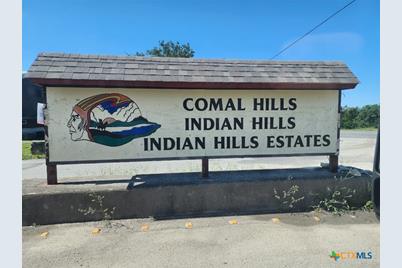 COMAL HILLS
INDIAN HILLS
INDIAN HILLS ESTATES
CTXMLS